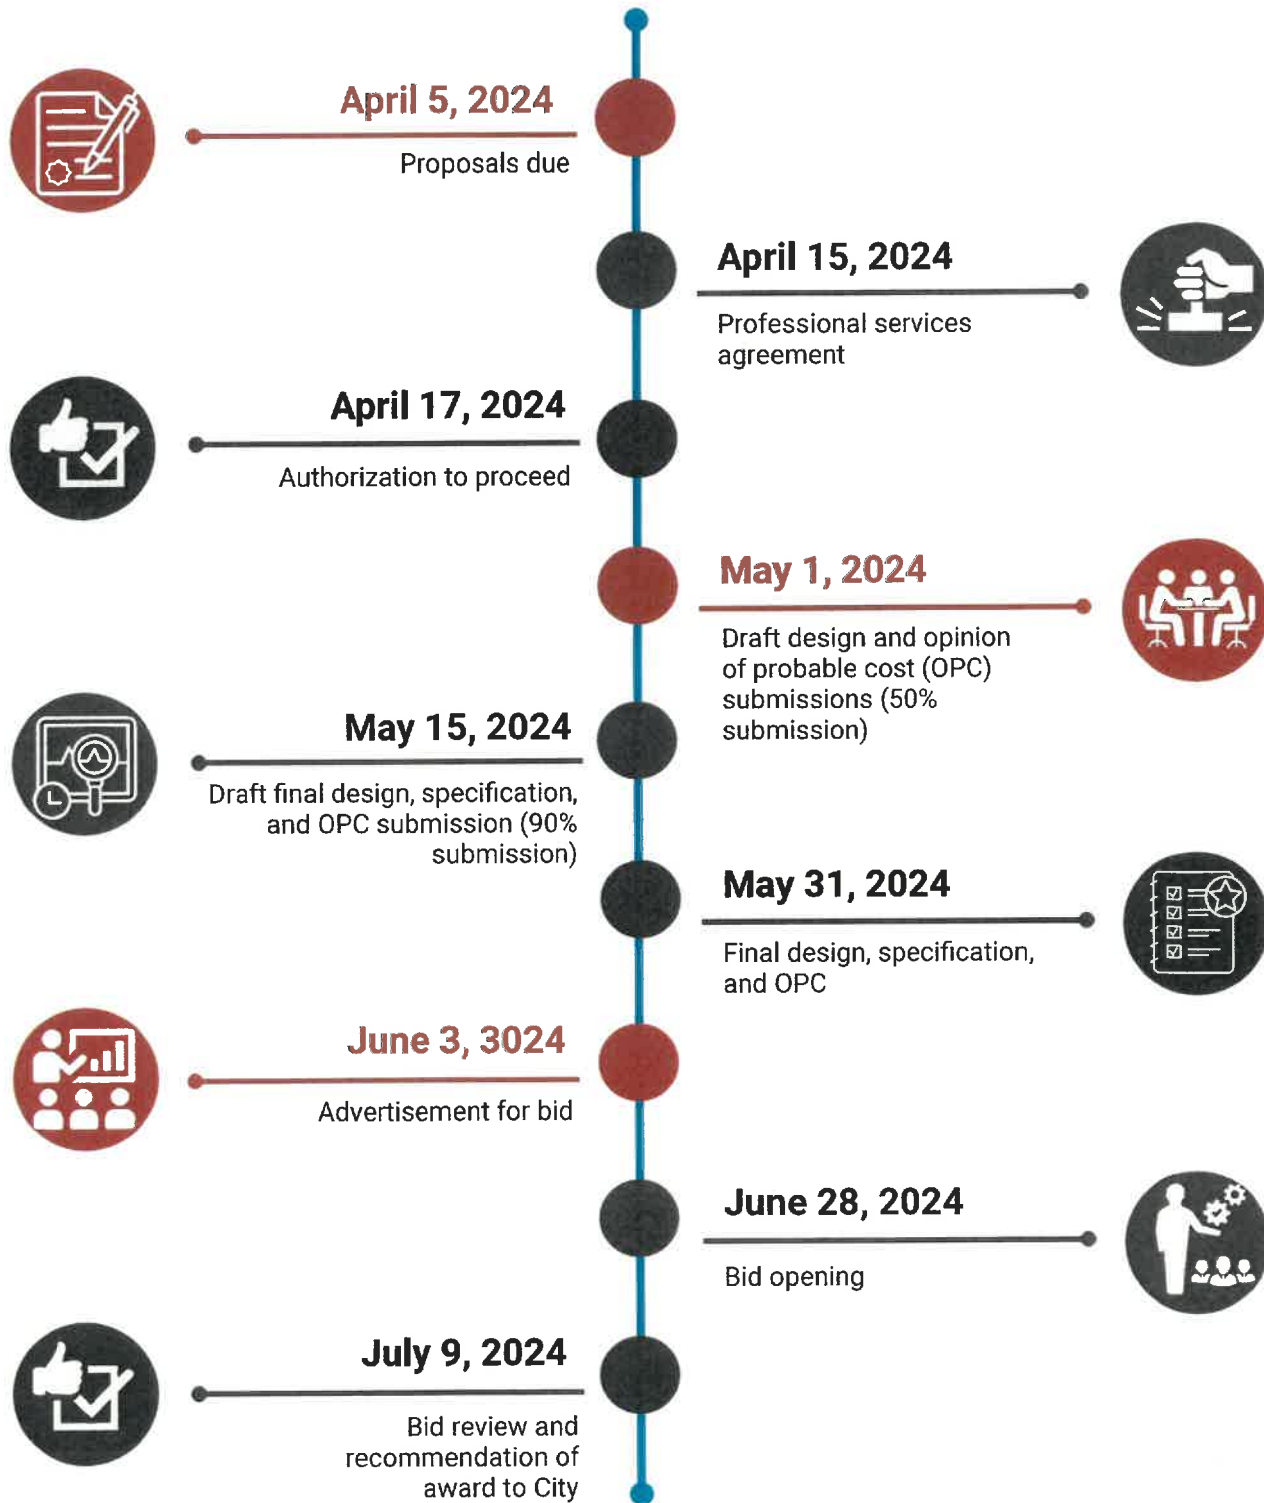 April 5, 2024
Proposals due
April 15, 2024
Professional services
agreement
April 17, 2024
Authorization to proceed
May 1, 2024
Draft design and opinion
of probable cost (OPC)
submissions (50%
submission)
May 15, 2024
Draft final design, specification,
and OPC submission (90%
submission)
May 31, 2024
Final design, specification,
and OPC
June 3, 3024
Advertisement for bid
June 28, 2024
Bid opening
July 9, 2024
Bid review and
recommendation of
award to City